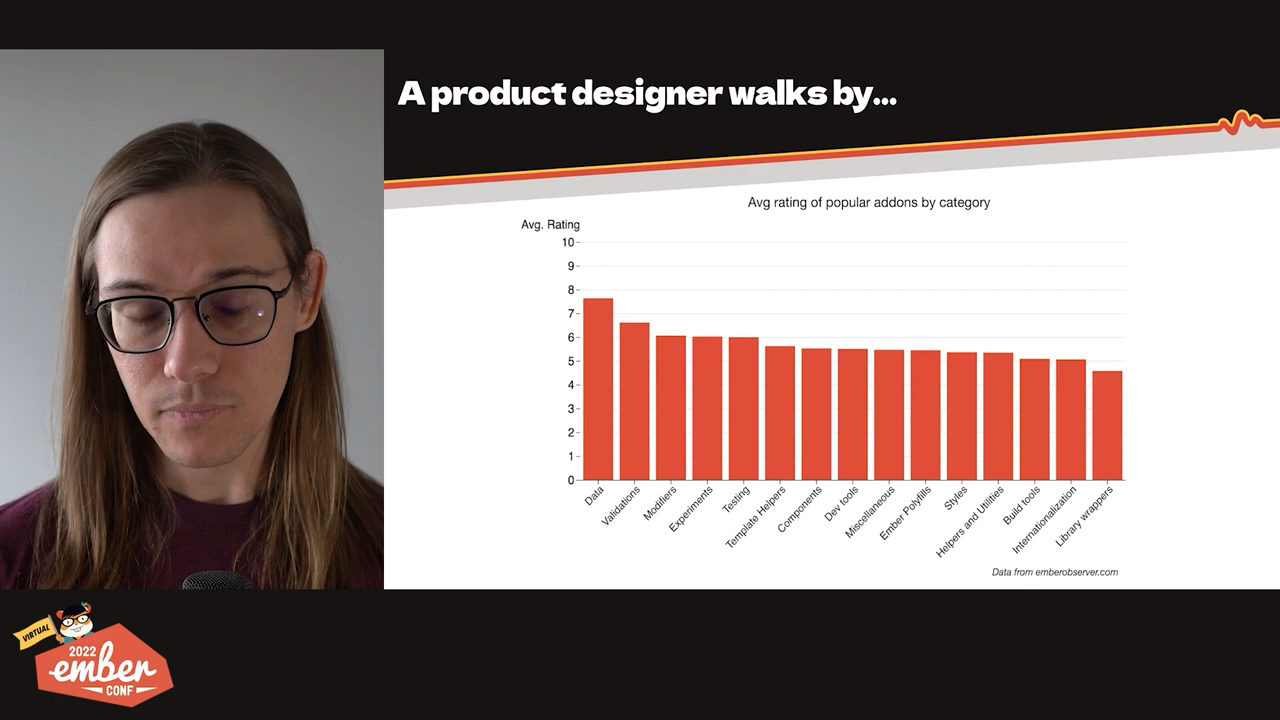 A product designer walks by...
Avg rating of popular addons by category
Avg. Rating
10
9
8
7
6
5
4
3
2
1
0
Data
Validations
Modifiers
Experiments
Testing
Template Helpers
Components
Dev tools
Miscellaneous
Ember Polyfills
Styles
Helpers and Utilities
Build tools
Internationalization
Library wrappers
Data from emberobserver.com
VIRTUAL
2022
ember
CONF